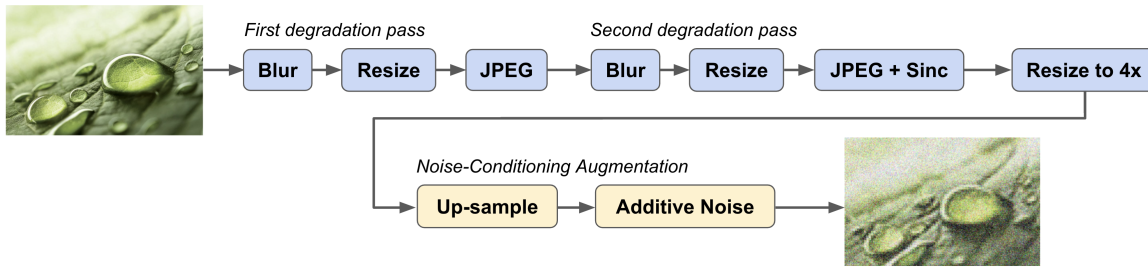 First degradation pass
Second degradation pass
Blur
Resize
JPEG
Blur
Resize
JPEG + Sinc
Resize to 4x
Noise-Conditioning Augmentation
Up-sample
Additive Noise